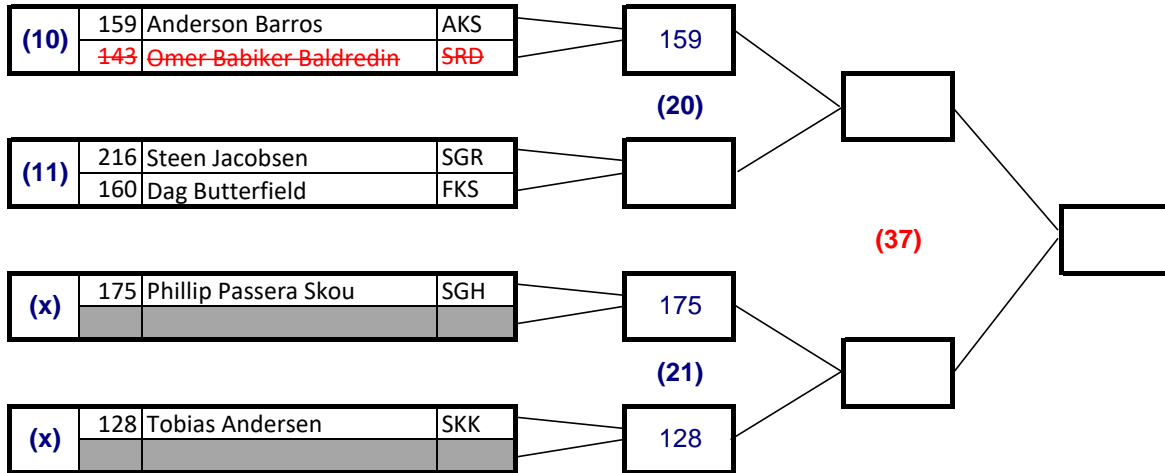 (10) 159 Anderson Barros AKS
143 Omer Babiker Baldredin SRD
159
(20)
(11) 216 Steen Jacobsen SGR
160 Dag Butterfield FKS
(37)
(x) 175 Phillip Passera Skou SGH
175
(21)
(x) 128 Tobias Andersen SKK
128